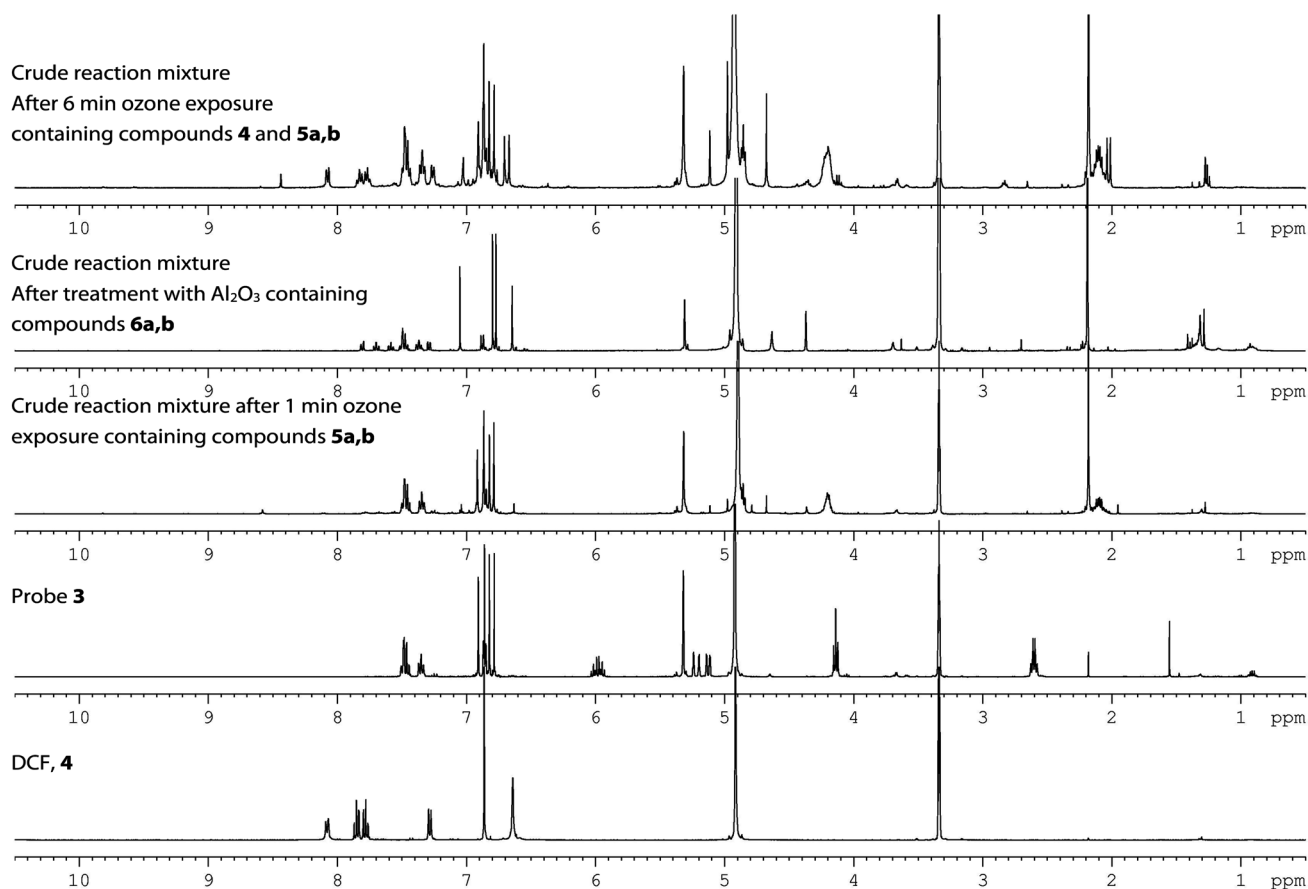 Crude reaction mixture
After 6 min ozone exposure
containing compounds 4 and 5a,b
10 9 8 7 6 5 4 3 2 1 ppm
Crude reaction mixture
After treatment with Al₂O₃ containing
compounds 6a,b
10 9 8 7 6 5 4 3 2 1 ppm
Crude reaction mixture after 1 min ozone
exposure containing compounds 5a,b
10 9 8 7 6 5 4 3 2 1 ppm
Probe 3
10 9 8 7 6 5 4 3 2 1 ppm
DCF, 4
10 9 8 7 6 5 4 3 2 1 ppm